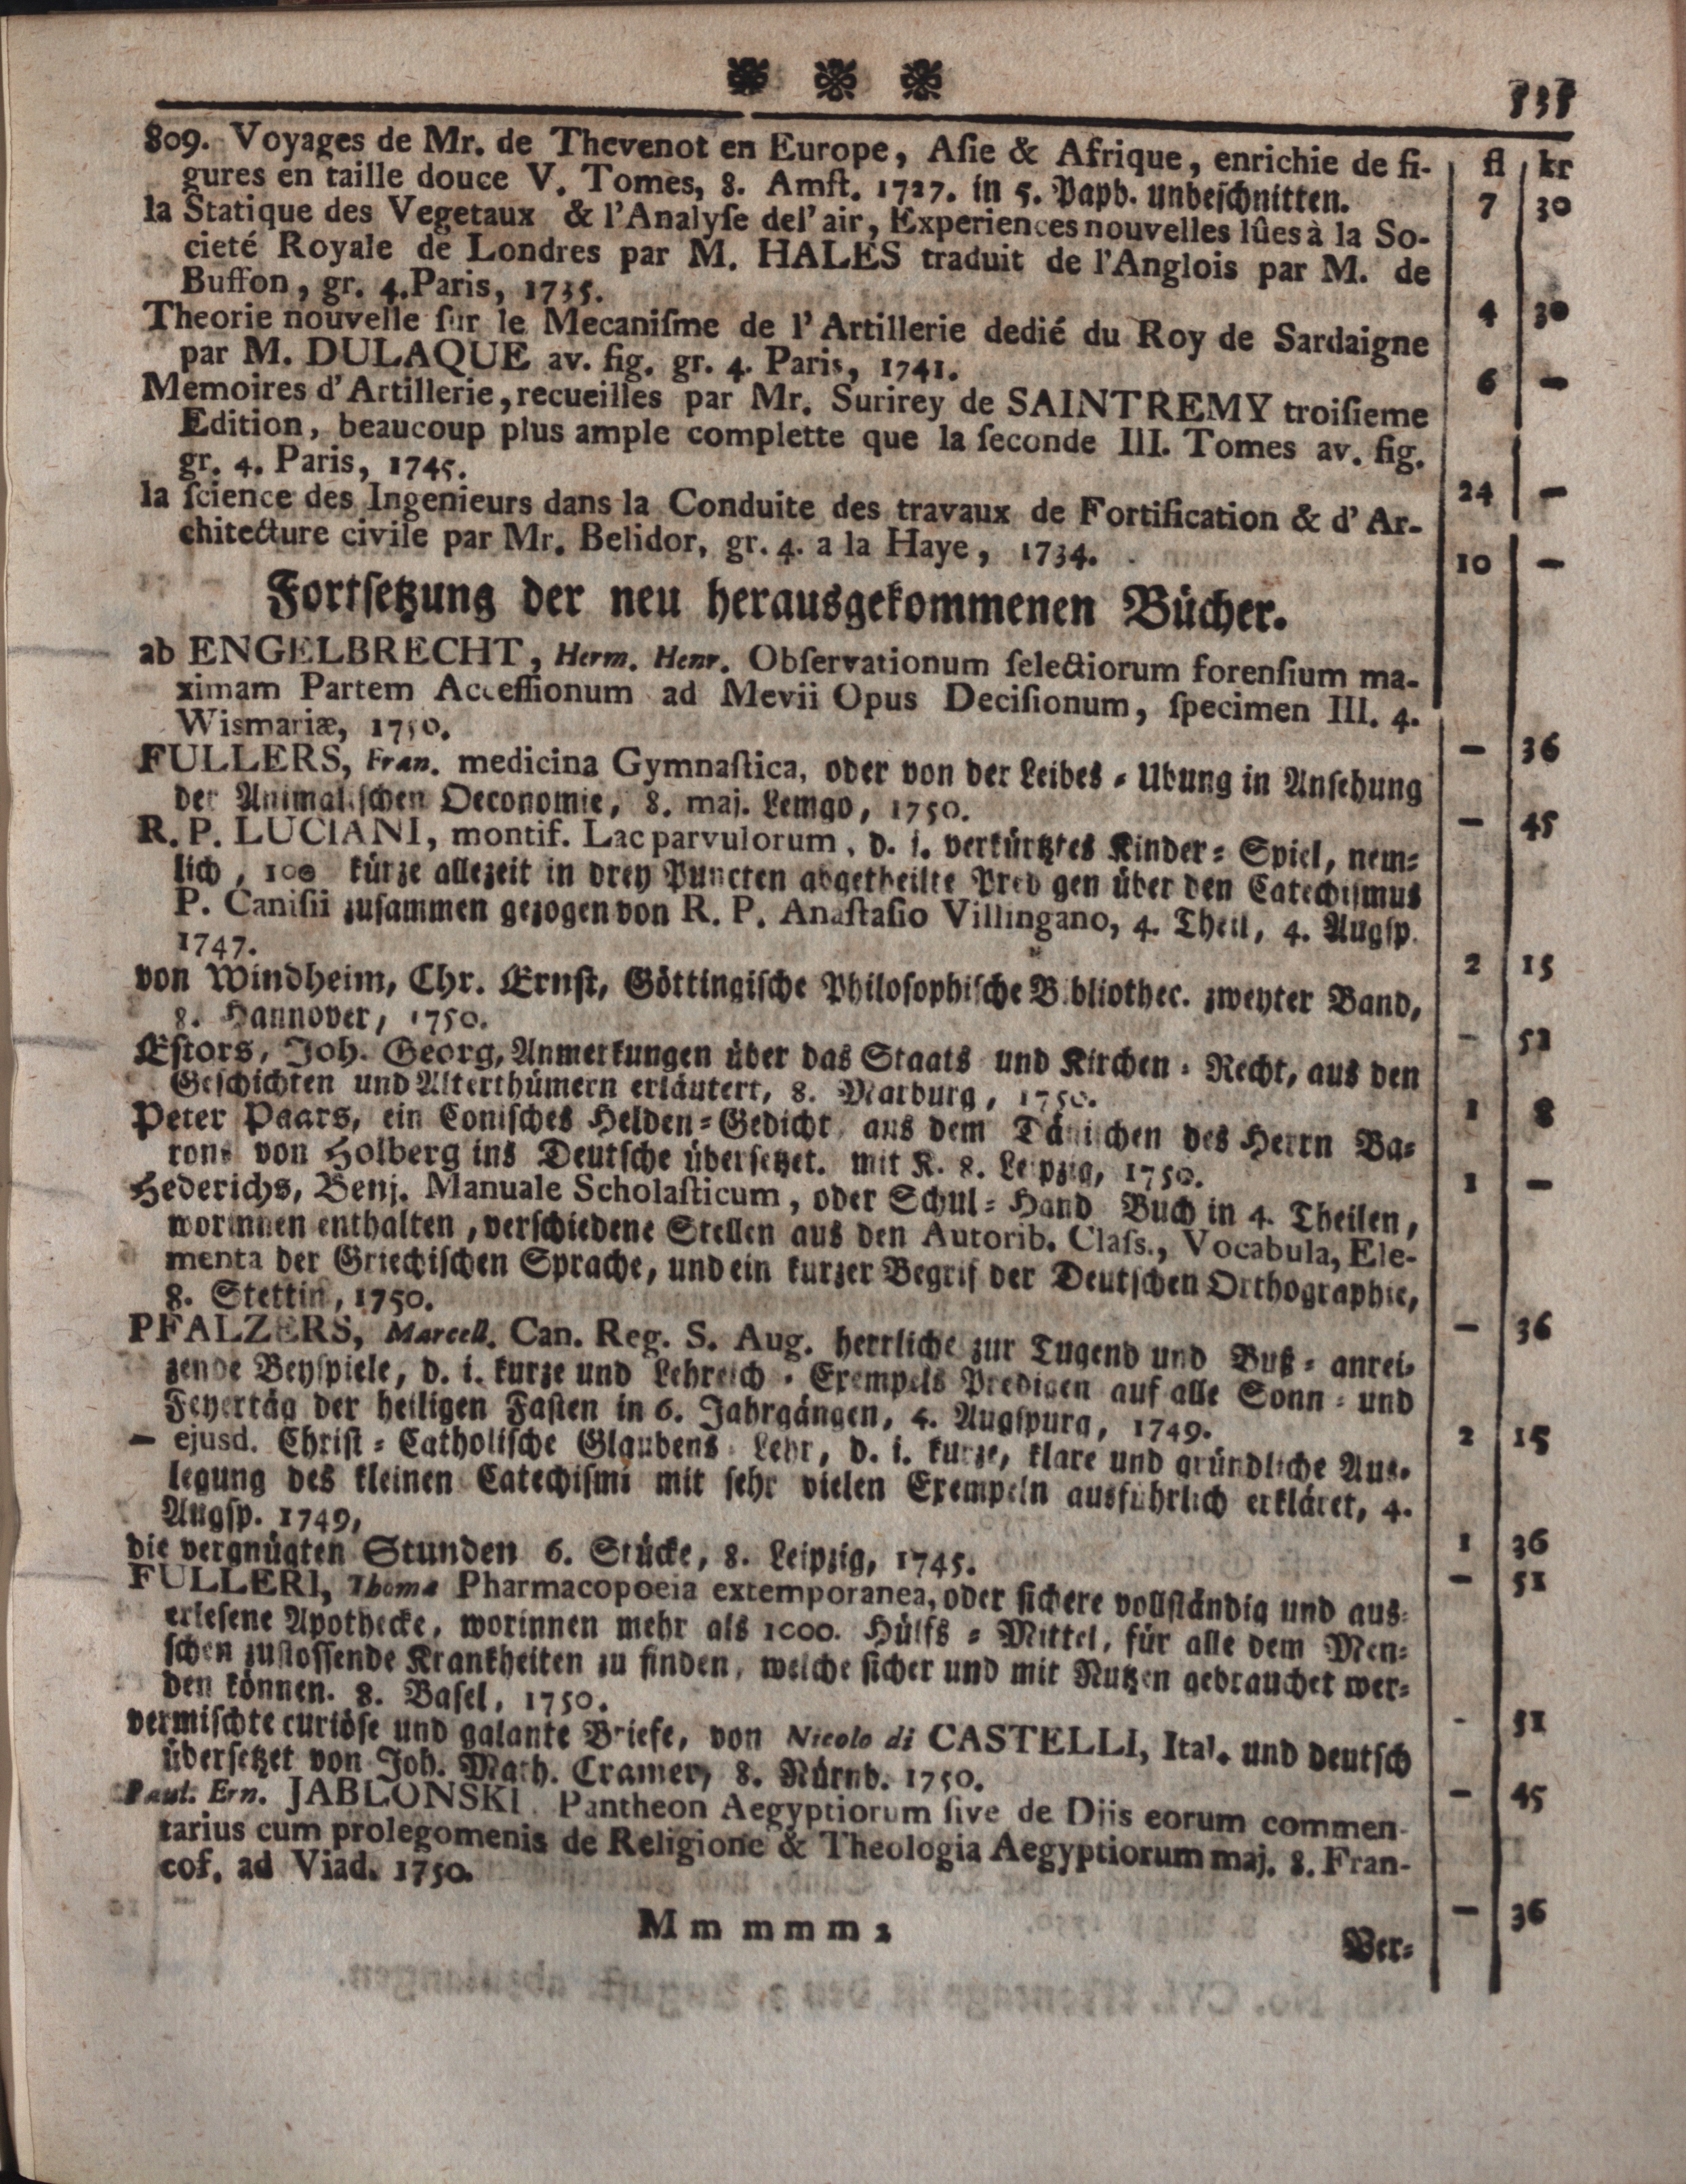 535
fl kr
809. Voyages de Mr. de Thevenot en Europe, Aſie & Afrique, enrichie de fi-
gures en taille douce V. Tomes, 8. Amſt. 1727. in 5. Papb. unbeſchnitten. 7 30
la Statique des Vegetaux & l'Analyſe del' air, Experiences nouvelles lûes à la So-
cieté Royale de Londres par M. HALES traduit de l'Anglois par M. de
Buffon, gr. 4. Paris, 1735. 4 30
Theorie nouvelle ſur le Mecaniſme de l' Artillerie dedié du Roy de Sardaigne
par M. DULAQUE av. fig. gr. 4. Paris, 1741. 6 —
Memoires d' Artillerie, recueilles par Mr. Surirey de SAINTREMY troiſieme
Edition, beaucoup plus ample complette que la ſeconde III. Tomes av. fig.
gr. 4. Paris, 1745. 24 —
la ſcience des Ingenieurs dans la Conduite des travaux de Fortification & d' Ar-
chitecture civile par Mr. Belidor, gr. 4. a la Haye, 1734. 10 —
Fortſetzung der neu herausgekommenen Bücher.
ab ENGELBRECHT, Herm. Henr. Obſervationum ſelectiorum forenſium ma-
ximam Partem Acceſſionum ad Mevii Opus Deciſionum, ſpecimen III. 4.
Wismariæ, 1750. — 36
FULLERS, Fran. medicina Gymnaſtica, oder von der Leibes-Ubung in Anſehung
der Animaliſchen Oeconomie, 8. maj. Lemgo, 1750. — 45
R. P. LUCIANI, montif. Lac parvulorum, d. i. verkürtztes Kinder-Spiel, nem-
lich, 100 kürze allezeit in drey Puncten abgetheilte Predigen über den Catechiſmus
P. Caniſii zuſammen gezogen von R. P. Anaſtaſio Villingano, 4. Theil, 4. Augſp.
1747. 2 15
von Windheim, Chr. Ernſt, Göttingiſche Philoſophiſche Bibliothec. zweyter Band,
8. Hannover, 1750. — 52
Eſtors, Joh. Georg, Anmerkungen über das Staats und Kirchen-Recht, aus den
Geſchichten und Alterthümern erläutert, 8. Marburg, 1750. 1 8
Peter Paars, ein Comiſches Helden-Gedicht aus dem Däniſchen des Herrn Ba-
rons von Holberg ins Deutſche überſetzet. mit K. 8. Leipzig, 1750. 1 —
Hederichs, Benj. Manuale Scholaſticum, oder Schul-Hand Buch in 4. Theilen,
worinnen enthalten, verſchiedene Stellen aus den Autorib. Claſs., Vocabula, Ele-
menta der Griechiſchen Sprache, und ein kurzer Begrif der Deutſchen Orthographie,
8. Stettin, 1750. — 36
PFALZERS, Marcell. Can. Reg. S. Aug. herrliche zur Tugend und Buß-anrei-
zende Beyſpiele, d. i. kurze und Lehreich-Exempels Predigen auf alle Sonn-und
Feyertäg der heiligen Faſten in 6. Jahrgängen, 4. Augſpurg, 1749. 2 15
— ejusd. Chriſt-Catholiſche Glaubens Lehr, d. i. kurze, klare und gründliche Aus-
legung des kleinen Catechiſmi mit ſehr vielen Exempeln ausführlich erkläret, 4.
Augſp. 1749, 1 36
die vergnügten Stunden 6. Stücke, 8. Leipzig, 1745. — 51
FULLERI, Thoma Pharmacopoeia extemporanea, oder ſichere vollſtändig und aus-
erleſene Apothecke, worinnen mehr als 1000. Hülfs-Mittel, für alle dem Men-
ſchen zuſtoſſende Krankheiten zu finden, welche ſicher und mit Nutzen gebrauchet wer-
den können. 8. Baſel, 1750. - 51
vermiſchte curiöſe und galante Briefe, von Nicolo di CASTELLI, Ital. und deutſch
überſetzet von Joh. Math. Cramer, 8. Nürnb. 1750. — 45
Paul. Ern. JABLONSKI Pantheon Aegyptiorum ſive de Diis eorum commen-
tarius cum prolegomenis de Religione & Theologia Aegyptiorum maj. 8. Fran-
cof. ad Viad. 1750. — 36
M m m m m 2
Ver-